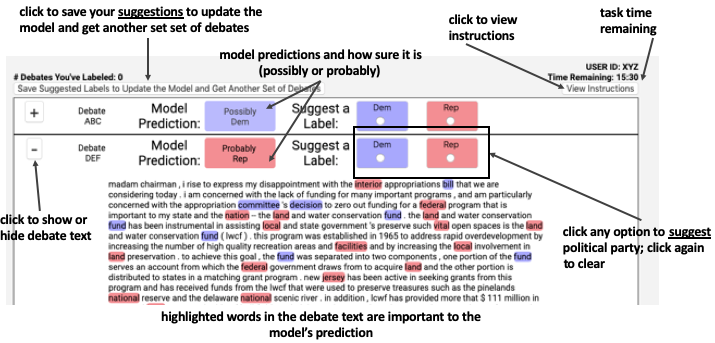 click to save your suggestions to update the
model and get another set set of debates
click to view
instructions
task time
remaining
model predictions and how sure it is
(possibly or probably)
USER ID: XYZ
# Debates You've Labeled: 0
Time Remaining: 15:30
Save Suggested Labels to Update the Model and Get Another Set of Debates
View Instructions
+
Debate
ABC
Model
Prediction:
Possibly
Dem
Suggest a
Label:
Dem
Rep
-
Debate
DEF
Model
Prediction:
Probably
Rep
Suggest a
Label:
Dem
Rep
madam chairman , i rise to express my disappointment with the interior appropriations bill that we are
considering today . i am concerned with the lack of funding for many important programs , and am particularly
concerned with the appropriation committee 's decision to zero out funding for a federal program that is
important to my state and the nation -- the land and water conservation fund . the land and water conservation
fund has been instrumental in assisting local and state government 's preserve such vital open spaces is the land
and water conservation fund ( lwcf ) . this program was established in 1965 to address rapid overdevelopment by
increasing the number of high quality recreation areas and facilities and by increasing the local involvement in
land preservation . to achieve this goal , the fund was separated into two components , one portion of the fund
serves an account from which the federal government draws from to acquire land and the other portion is
distributed to states in a matching grant program . new jersey has been active in seeking grants from this
program and has received funds from the lwcf that were used to preserve treasures such as the pinelands
national reserve and the delaware national scenic river . in addition , lcwf has provided more that $ 111 million in
click to show or
hide debate text
click any option to suggest
political party; click again
to clear
highlighted words in the debate text are important to the
model's prediction